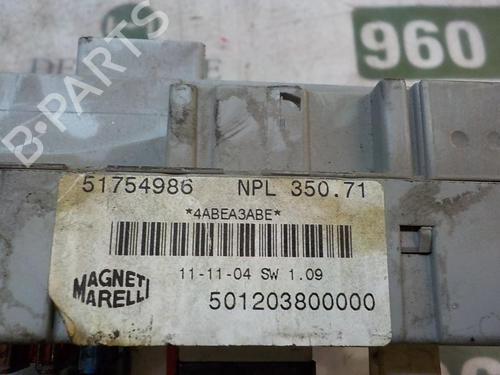 960
B-PARTS
51754986 NPL 350.71
*4ABEA3ABE*
11-11-04 SW 1.09
MAGNETI
MARELLI
501203800000